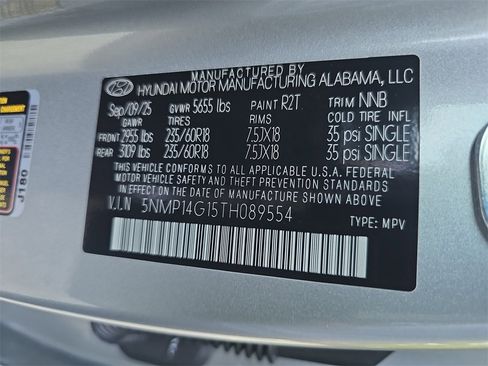 MANUFACTURED BY
HYUNDAI MOTOR MANUFACTURING ALABAMA, LLC
Sep/09/25 GVWR 5655 lbs PAINT R2T TRIM NNB
GAWR TIRES RIMS COLD TIRE INFL
FRONT 2955 lbs 235/60R18 7.5JX18 35 psi SINGLE
REAR 3109 lbs 235/60R18 7.5JX18 35 psi SINGLE
THIS VEHICLE CONFORMS TO ALL APPLICABLE U.S.A. FEDERAL
MOTOR VEHICLE SAFETY AND THEFT PREVENTION STANDARDS IN
EFFECT ON THE DATE OF MANUFACTURE SHOWN ABOVE.
V.I.N 5NMP14G15TH089554
TYPE: MPV
J180